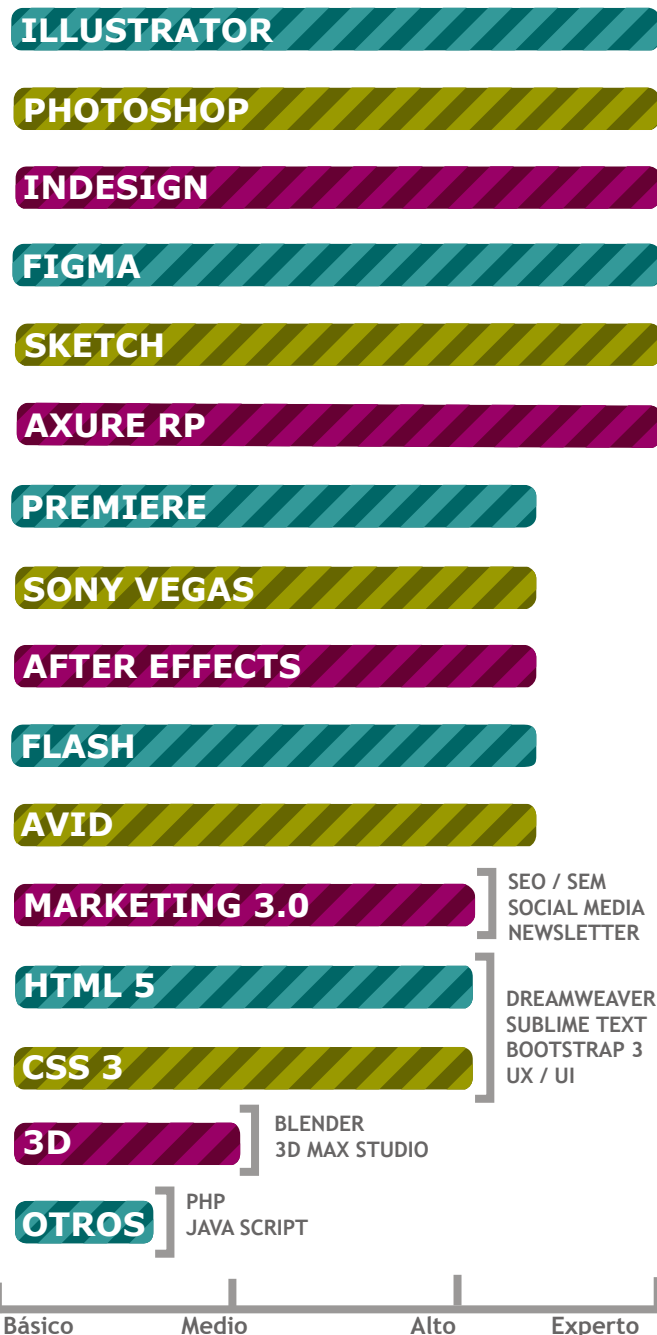 ILLUSTRATOR
PHOTOSHOP
INDESIGN
FIGMA
SKETCH
AXURE RP
PREMIERE
SONY VEGAS
AFTER EFFECTS
FLASH
AVID
MARKETING 3.0
SEO / SEM
SOCIAL MEDIA
NEWSLETTER
HTML 5
CSS 3
DREAMWEAVER
SUBLIME TEXT
BOOTSTRAP 3
UX / UI
3D
BLENDER
3D MAX STUDIO
OTROS
PHP
JAVA SCRIPT
Básico Medio Alto Experto